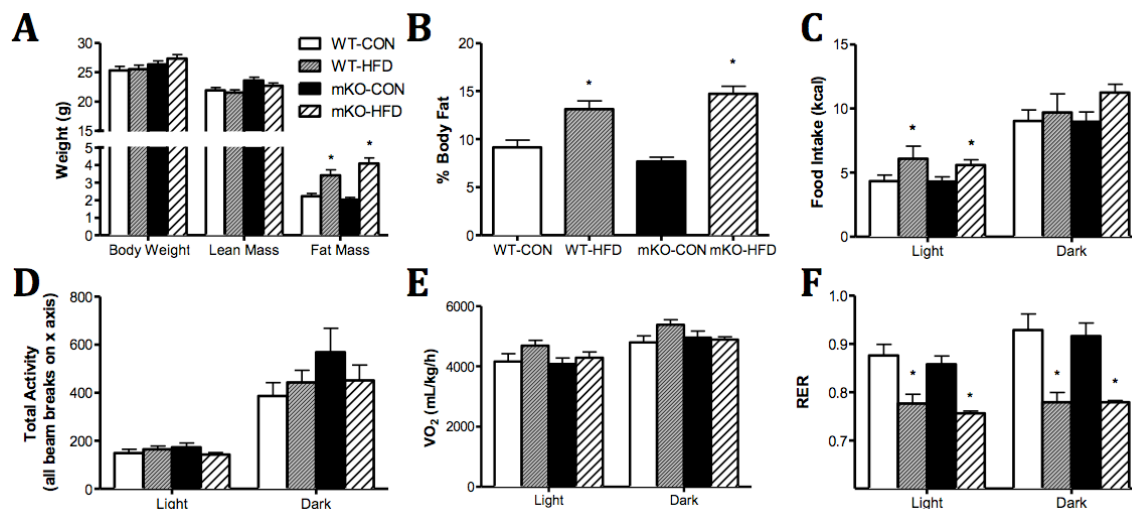 A
Weight (g)
30
25
20
15
4
3
2
1
0
WT-CON
WT-HFD
mKO-CON
mKO-HFD
* *
Body Weight Lean Mass Fat Mass
B
% Body Fat
20
15
10
5
0
* *
WT-CON WT-HFD mKO-CON mKO-HFD
C
Food Intake (kcal)
15
10
5
0
* *
Light Dark
D
Total Activity
(all beam breaks on x axis)
800
600
400
200
0
Light Dark
E
VO2 (mL/kg/h)
6000
4000
2000
0
Light Dark
F
RER
1.0
0.9
0.8
0.7
* * * *
Light Dark